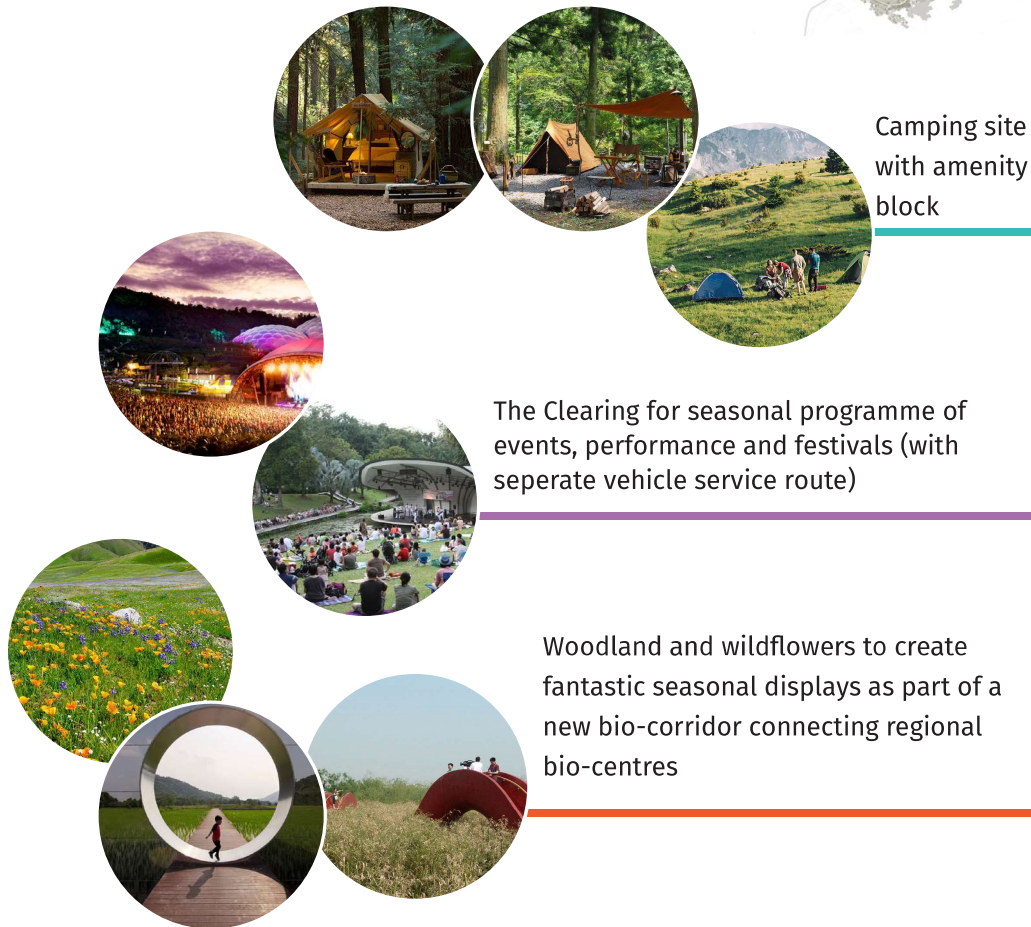 Camping site
with amenity
block
The Clearing for seasonal programme of
events, performance and festivals (with
seperate vehicle service route)
Woodland and wildflowers to create
fantastic seasonal displays as part of a
new bio-corridor connecting regional
bio-centres